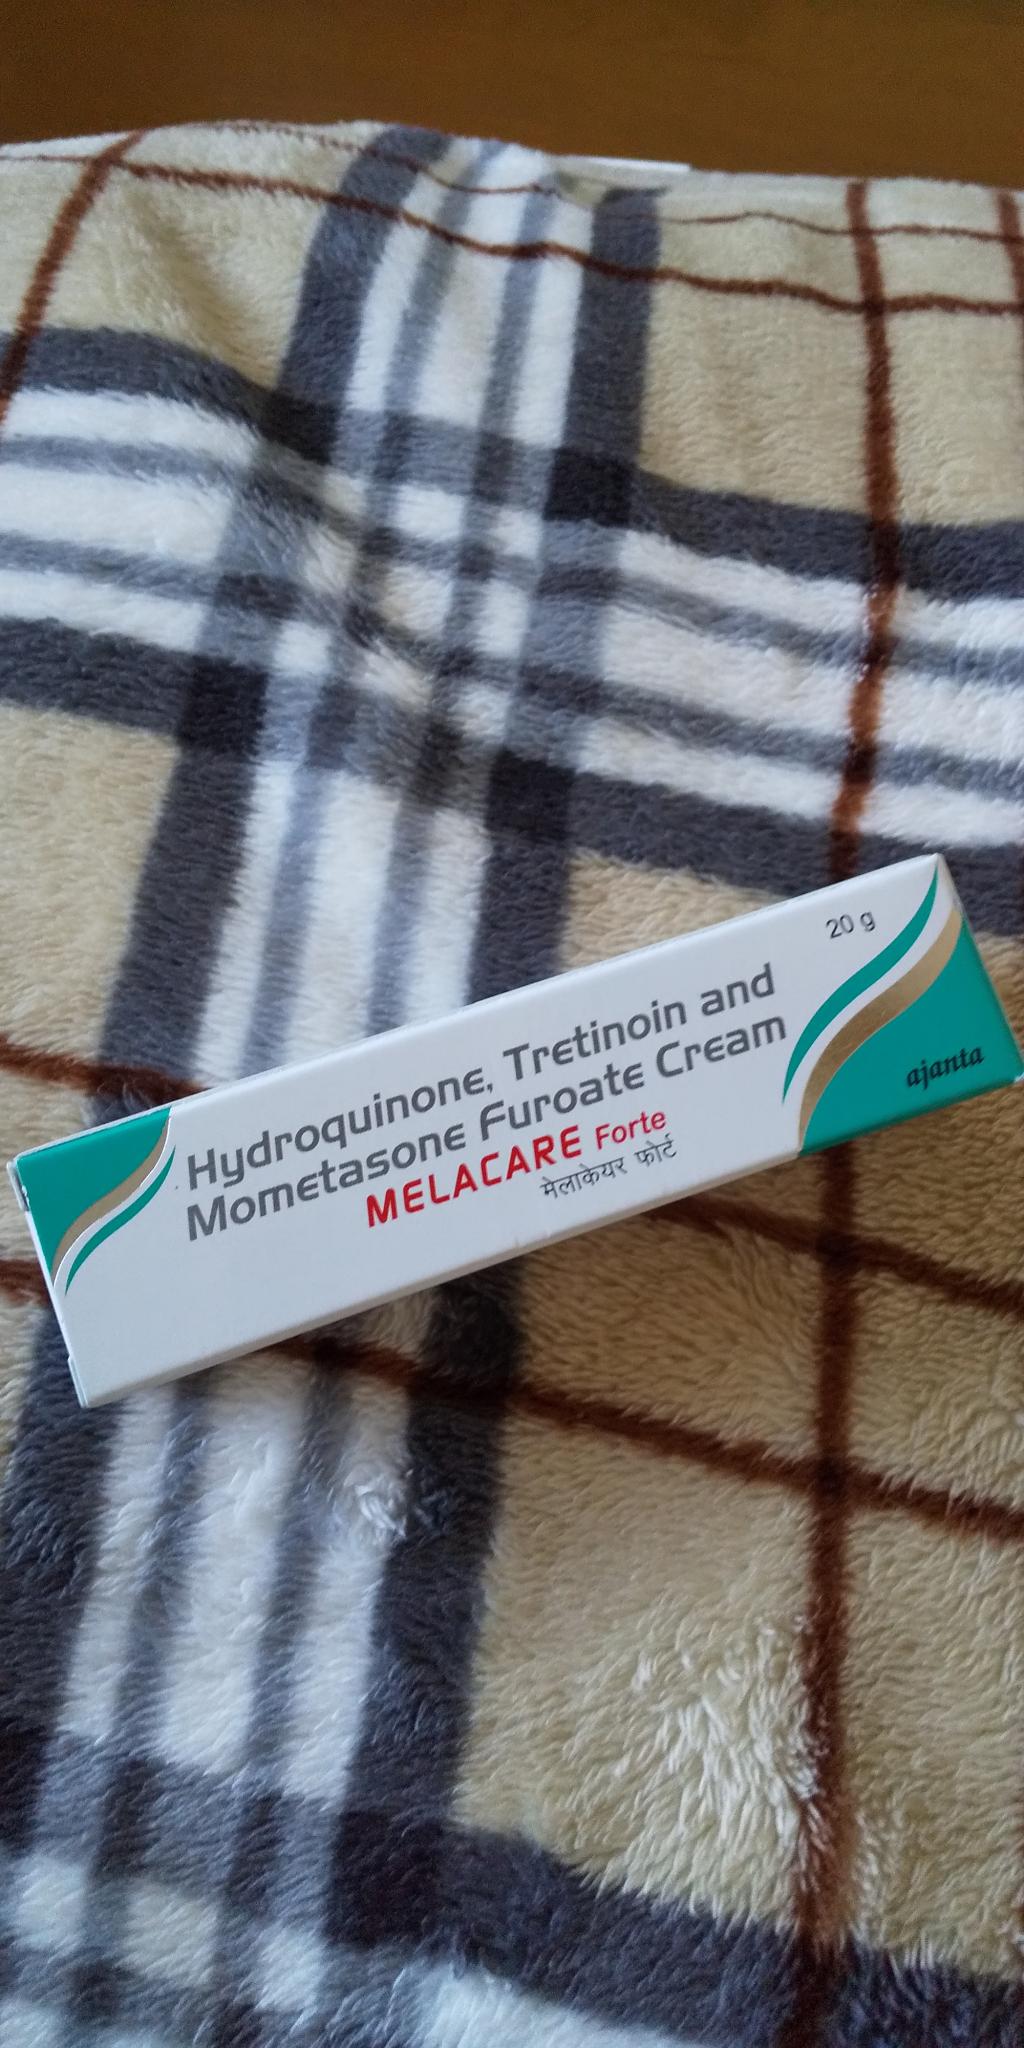 20 g
Hydroquinone, Tretinoin and
Mometasone Furoate Cream
MELACARE Forte
मेलाकेयर फोर्ट
ajanta